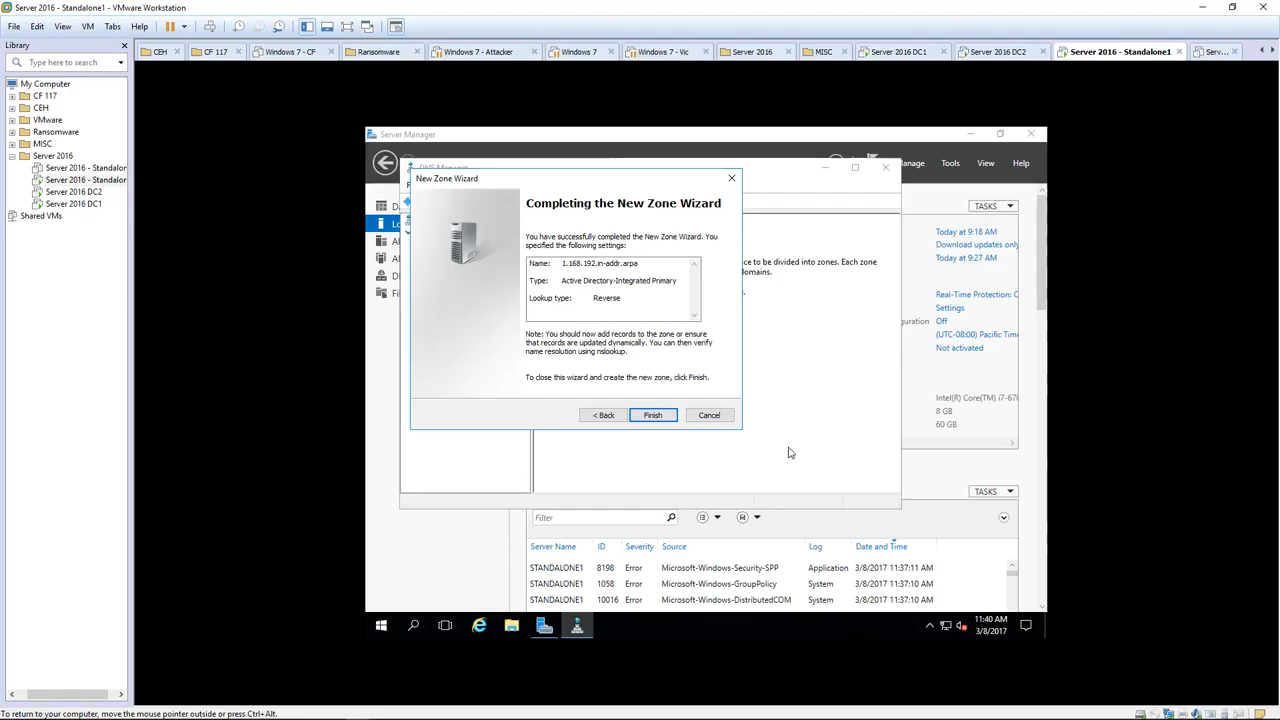 Server 2016 - Standalone1 - VMware Workstation
File Edit View VM Tabs Help
Library
Type here to search
My Computer
CF 117
CEH
VMware
Ransomware
MISC
Server 2016
Server 2016 - Standalor
Server 2016 - Standalor
Server 2016 DC2
Server 2016 DC1
Shared VMs
CEH
CF 117
Windows 7 - CF
Ransomware
Windows 7 - Attacker
Windows 7
Windows 7 - Vic
Server 2016
MISC
Server 2016 DC1
Server 2016 DC2
Server 2016 - Standalone1
Serv...
Server Manager
Tools View Help
New Zone Wizard
Completing the New Zone Wizard
You have successfully completed the New Zone Wizard. You
specified the following settings:
Name: 1.168.192.in-addr.arpa
Type: Active Directory-Integrated Primary
Lookup type: Reverse
Note: You should now add records to the zone or ensure
that records are updated dynamically. You can then verify
name resolution using nslookup.
To close this wizard and create the new zone, click Finish.
< Back Finish Cancel
ce to be divided into zones. Each zone
TASKS
Today at 9:18 AM
Download updates only
Today at 9:27 AM
Real-Time Protection: C
Settings
Off
(UTC-08:00) Pacific Time
Not activated
Intel(R) Core(TM) i7-67
8 GB
60 GB
TASKS
Filter
Server Name ID Severity Source Log Date and Time
STANDALONE1 8198 Error Microsoft-Windows-Security-SPP Application 3/8/2017 11:37:11 AM
STANDALONE1 1058 Error Microsoft-Windows-GroupPolicy System 3/8/2017 11:37:10 AM
STANDALONE1 10016 Error Microsoft-Windows-DistributedCOM System 3/8/2017 11:37:10 AM
11:40 AM
3/8/2017
To return to your computer, move the mouse pointer outside or press Ctrl+Alt.